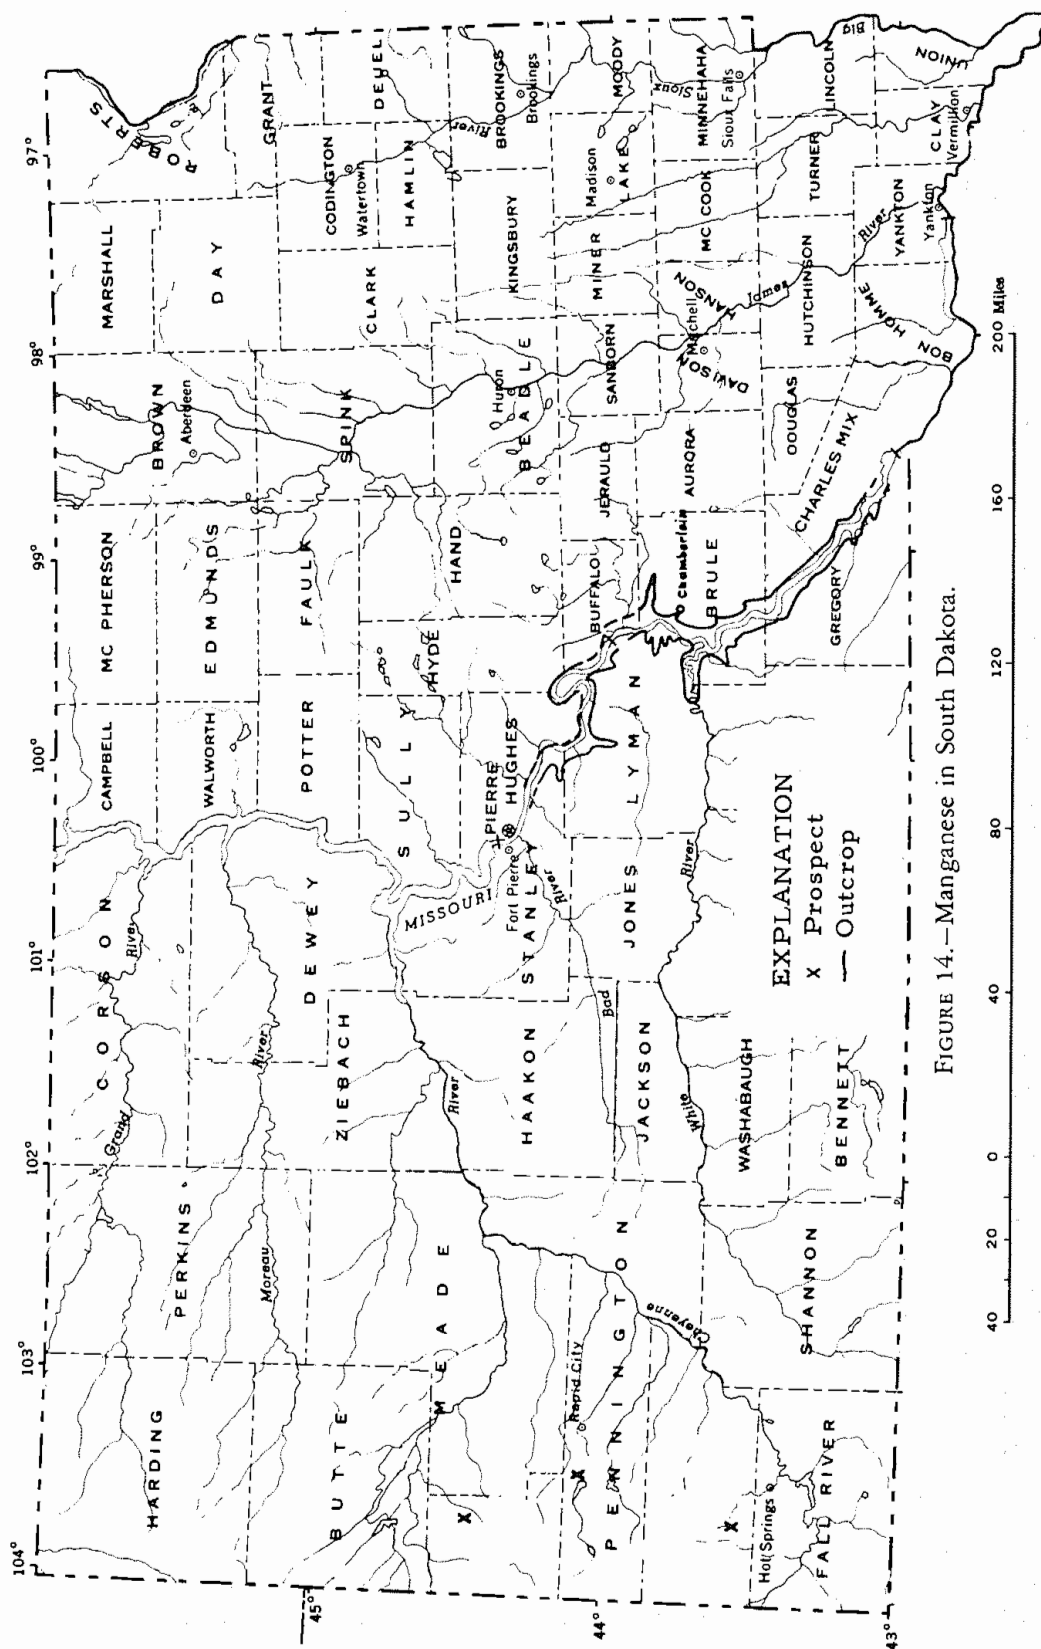 104°
103°
102°
101°
100°
99°
98°
97°
45°
44°
43°
HARDING
PERKINS
CORSON
CAMPBELL
MC PHERSON
BROWN
MARSHALL
ROBERTS
Grand
River
WALWORTH
EDMUNDS
Aberdeen
DAY
GRANT
BUTTE
Moreau
River
DEWEY
ZIEBACH
POTTER
FAULK
SPINK
CLARK
CODINGTON
Watertown
DEUEL
HAMLIN
MEADE
River
MISSOURI
SULLY
HYDE
HAND
BEADLE
Huron
KINGSBURY
BROOKINGS
Brookings
River
X
X
X
Rapid City
PENNINGTON
Cheyenne
HAAKON
STANLEY
Fort Pierre
PIERRE
HUGHES
River
Bad
BUFFALO
JERAULD
SANBORN
MINER
Madison
LAKE
MOODY
JACKSON
JONES
LYMAN
Chamberlain
BRULE
AURORA
DAVISON
Mitchell
HANSON
MC COOK
MINNEHAHA
Sioux Falls
Sioux
White
River
WASHABAUGH
BENNETT
SHANNON
Hot Springs
FALL RIVER
GREGORY
CHARLES MIX
DOUGLAS
HUTCHINSON
James
River
TURNER
LINCOLN
Big
BON HOMME
YANKTON
Yankton
CLAY
Vermillion
UNION
EXPLANATION
X Prospect
— Outcrop
40 20 0 40 80 120 160 200 Miles
FIGURE 14.—Manganese in South Dakota.